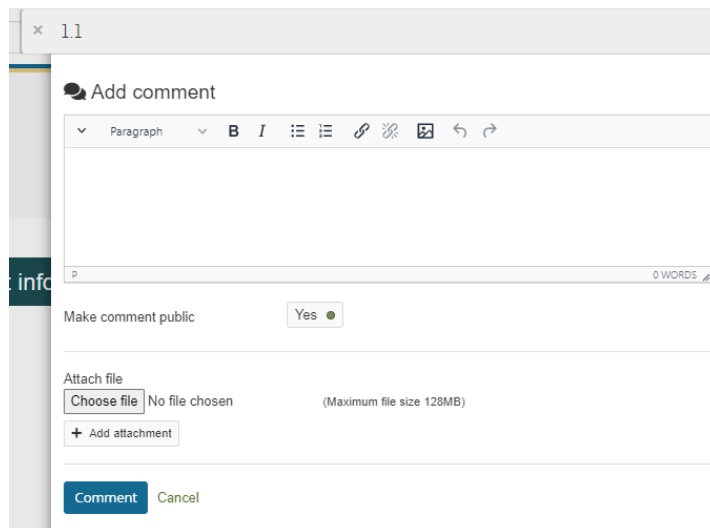 × 1.1
Add comment
Paragraph B I
P 0 WORDS
: info
Make comment public Yes
Attach file
Choose file No file chosen (Maximum file size 128MB)
+ Add attachment
Comment Cancel